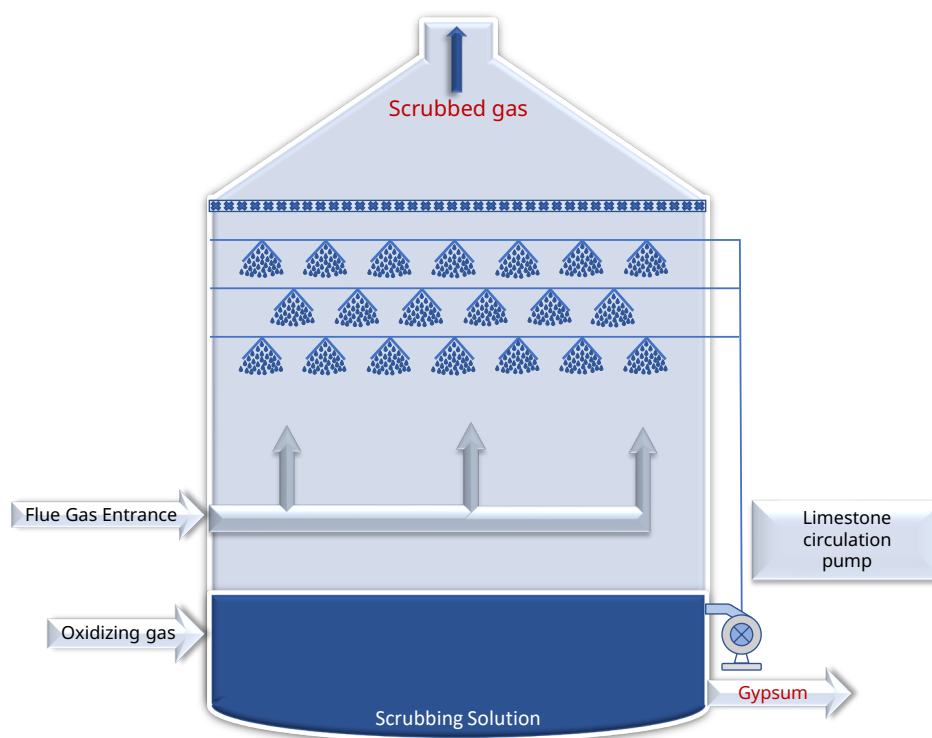 Scrubbed gas
Flue Gas Entrance
Limestone
circulation
pump
Oxidizing gas
Gypsum
Scrubbing Solution